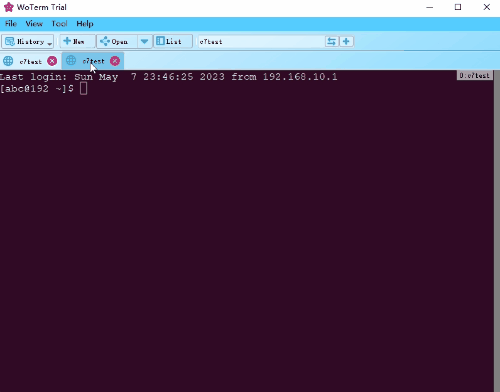 WoTerm Trial
File View Tool Help
History New Open List c7test
c7test c7test
Last login: Sun May  7 23:46:25 2023 from 192.168.10.1
0:c7test
[abc@192 ~]$